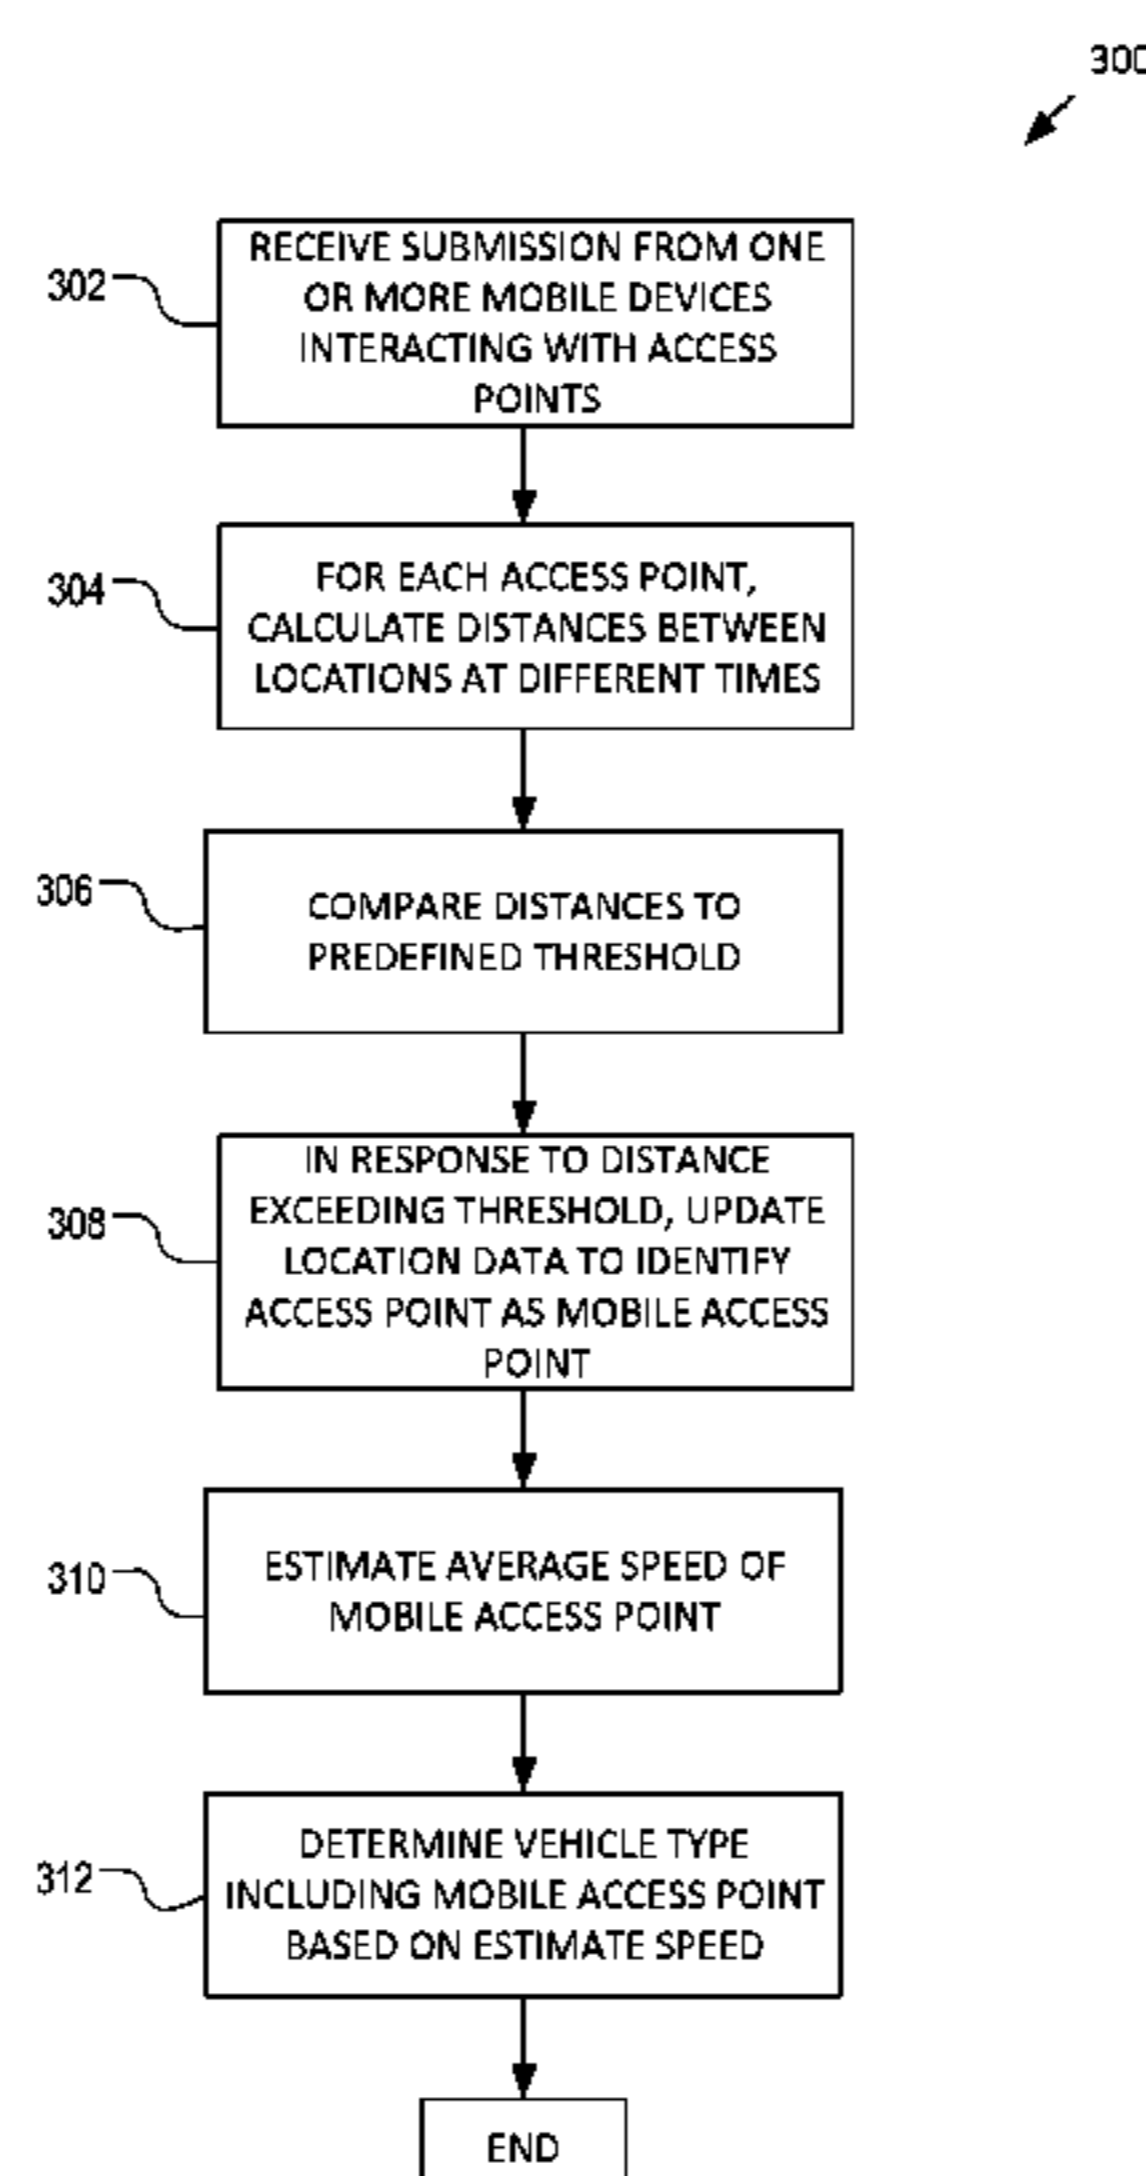 300
302
RECEIVE SUBMISSION FROM ONE
OR MORE MOBILE DEVICES
INTERACTING WITH ACCESS
POINTS
304
FOR EACH ACCESS POINT,
CALCULATE DISTANCES BETWEEN
LOCATIONS AT DIFFERENT TIMES
306
COMPARE DISTANCES TO
PREDEFINED THRESHOLD
308
IN RESPONSE TO DISTANCE
EXCEEDING THRESHOLD, UPDATE
LOCATION DATA TO IDENTIFY
ACCESS POINT AS MOBILE ACCESS
POINT
310
ESTIMATE AVERAGE SPEED OF
MOBILE ACCESS POINT
312
DETERMINE VEHICLE TYPE
INCLUDING MOBILE ACCESS POINT
BASED ON ESTIMATE SPEED
END